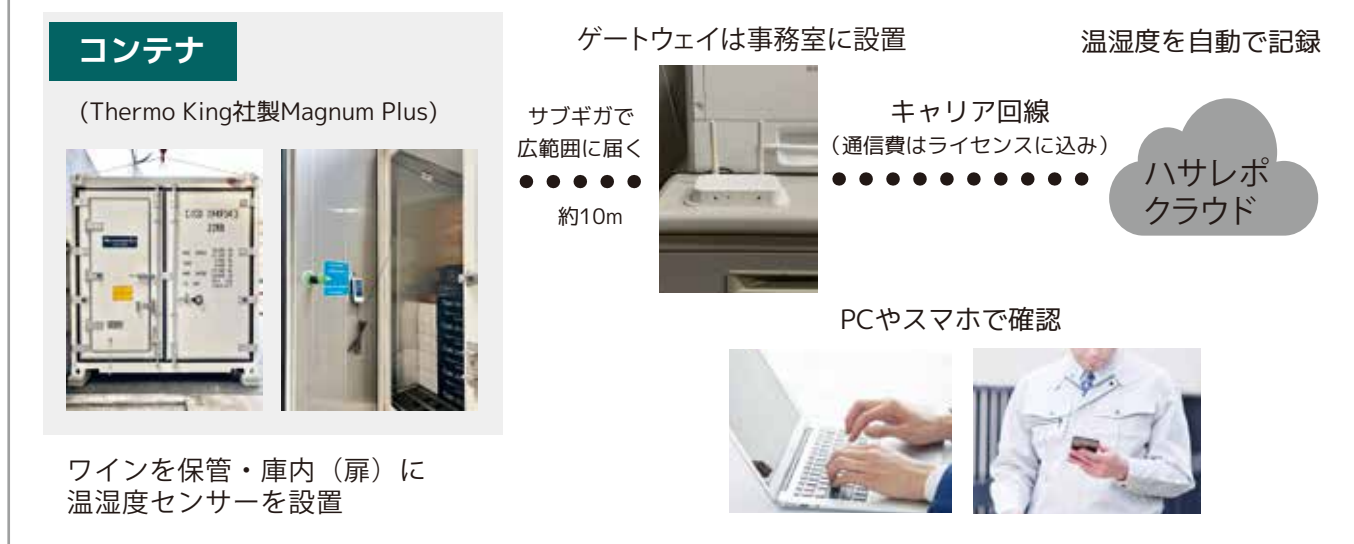 コンテナ
(Thermo King社製Magnum Plus)
ワインを保管・庫内（扉）に
温湿度センサーを設置
サブギガで
広範囲に届く
約10m
ゲートウェイは事務室に設置
キャリア回線
（通信費はライセンスに込み）
温湿度を自動で記録
ハサレポ
クラウド
PCやスマホで確認